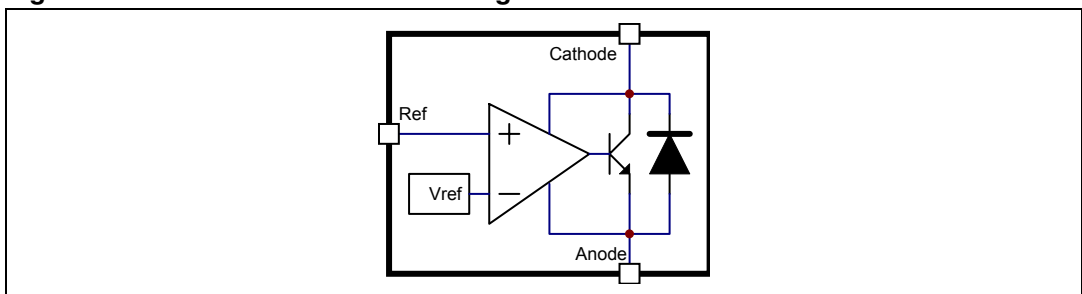 Cathode
Ref
+
Vref
−
Anode